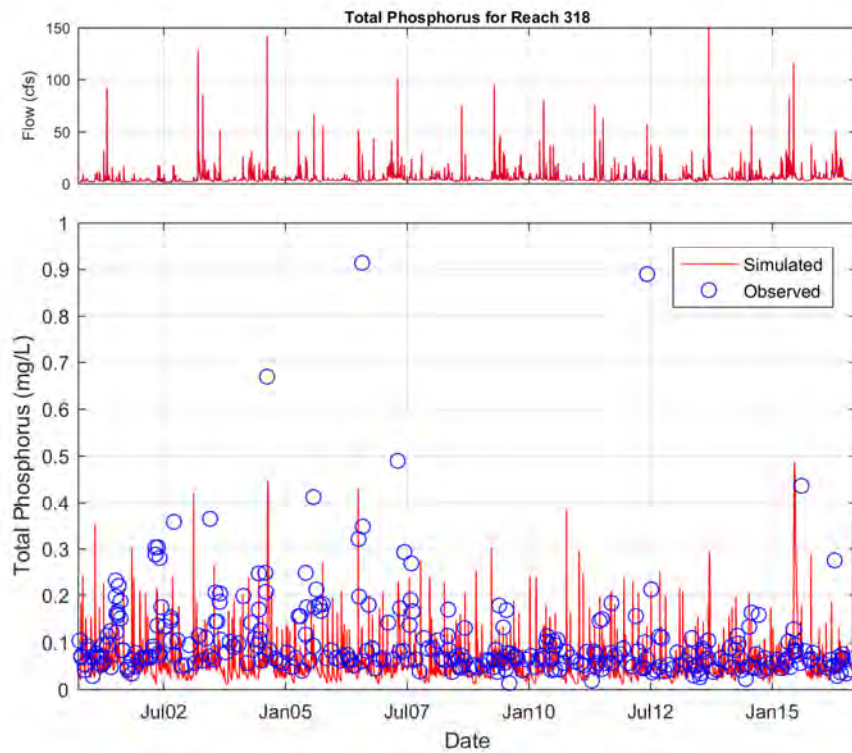 Total Phosphorus for Reach 318
150
100
50
0
Flow (cfs)
1
0.9
0.8
0.7
0.6
0.5
0.4
0.3
0.2
0.1
0
Total Phosphorus (mg/L)
Simulated
Observed
Jul02 Jan05 Jul07 Jan10 Jul12 Jan15
Date